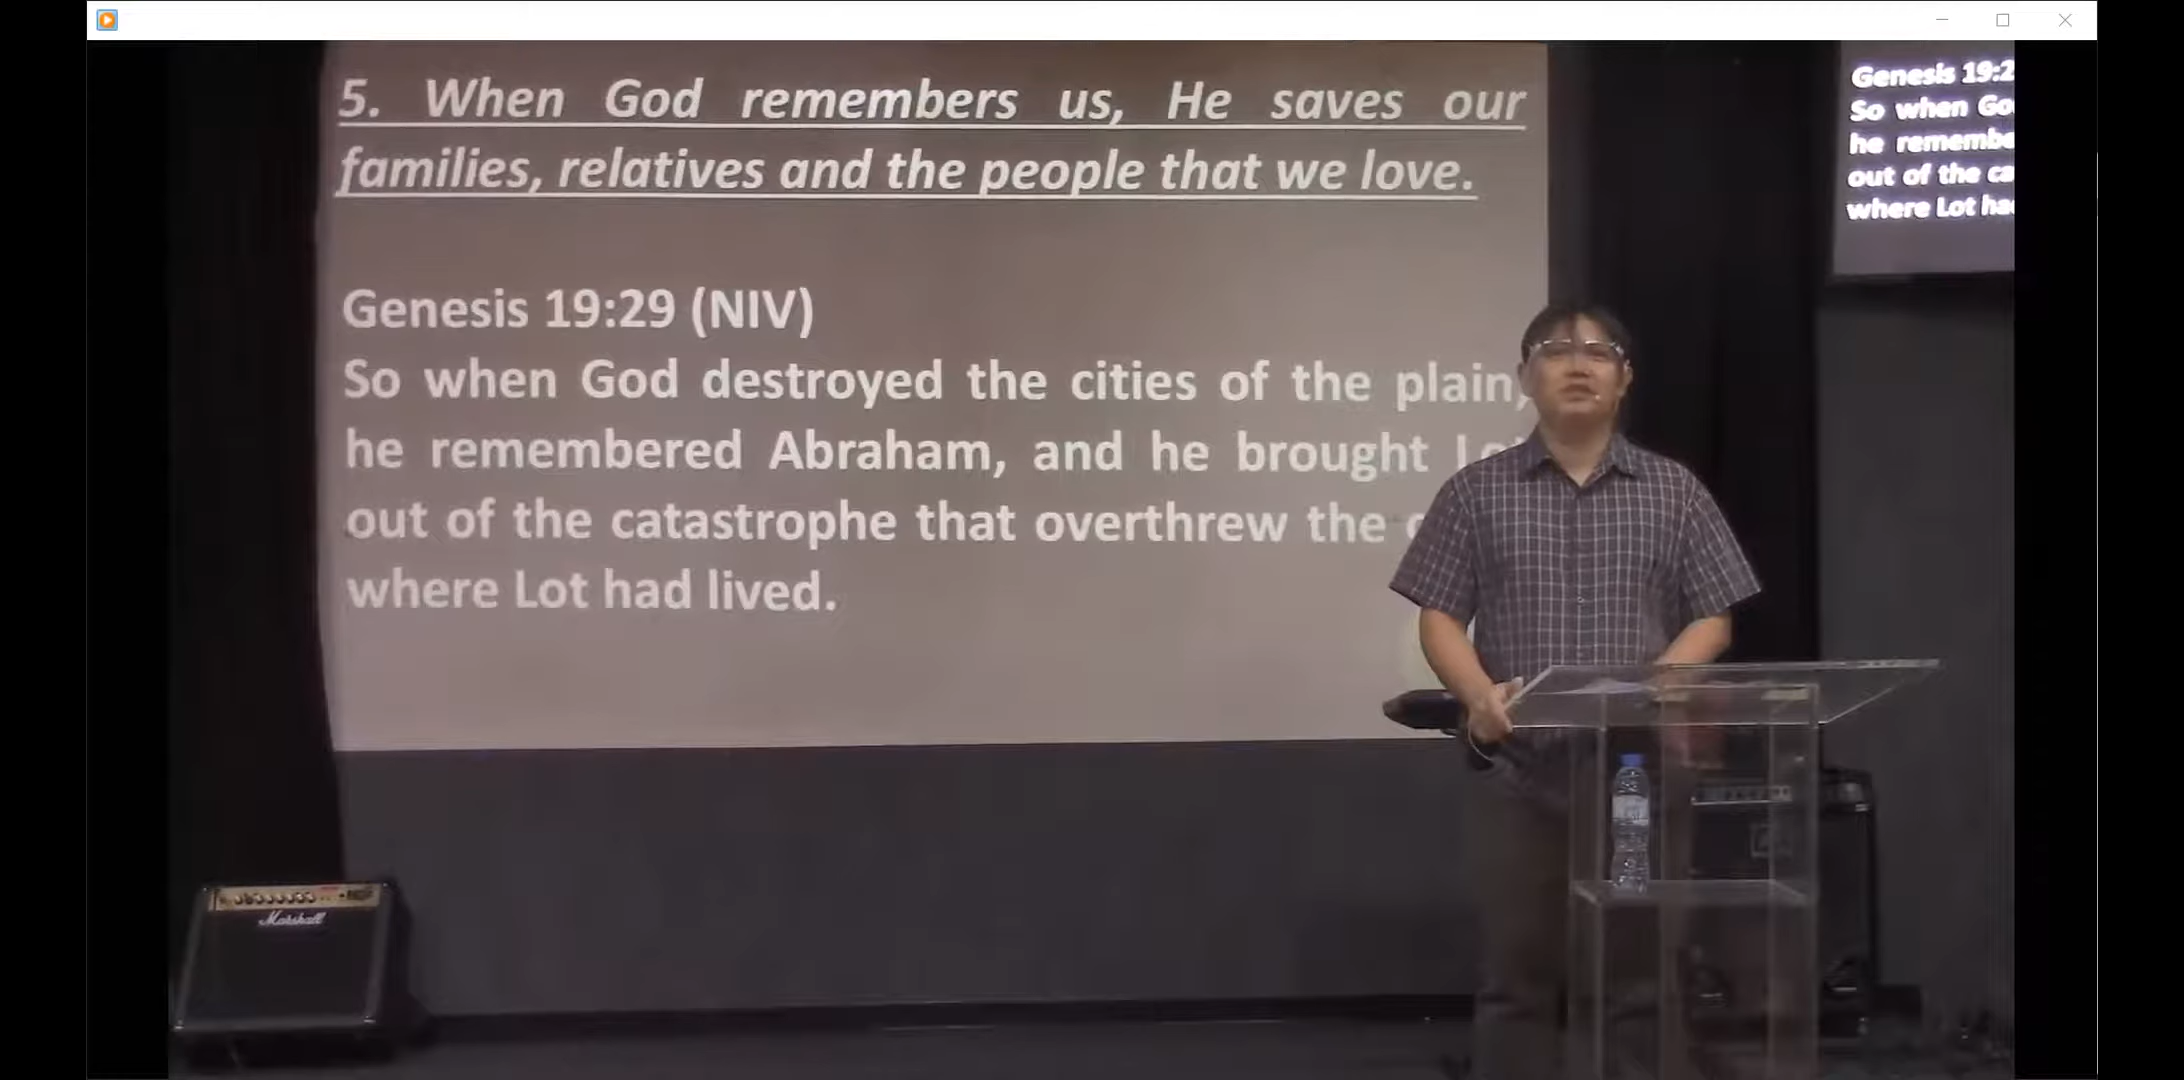 5. When God remembers us, He saves our
families, relatives and the people that we love.
Genesis 19:29 (NIV)
So when God destroyed the cities of the plain,
he remembered Abraham, and he brought
out of the catastrophe that overthrew the
where Lot had lived.
Genesis 19:2
So when Go
he remembe
out of the ca
where Lot had
Marshall